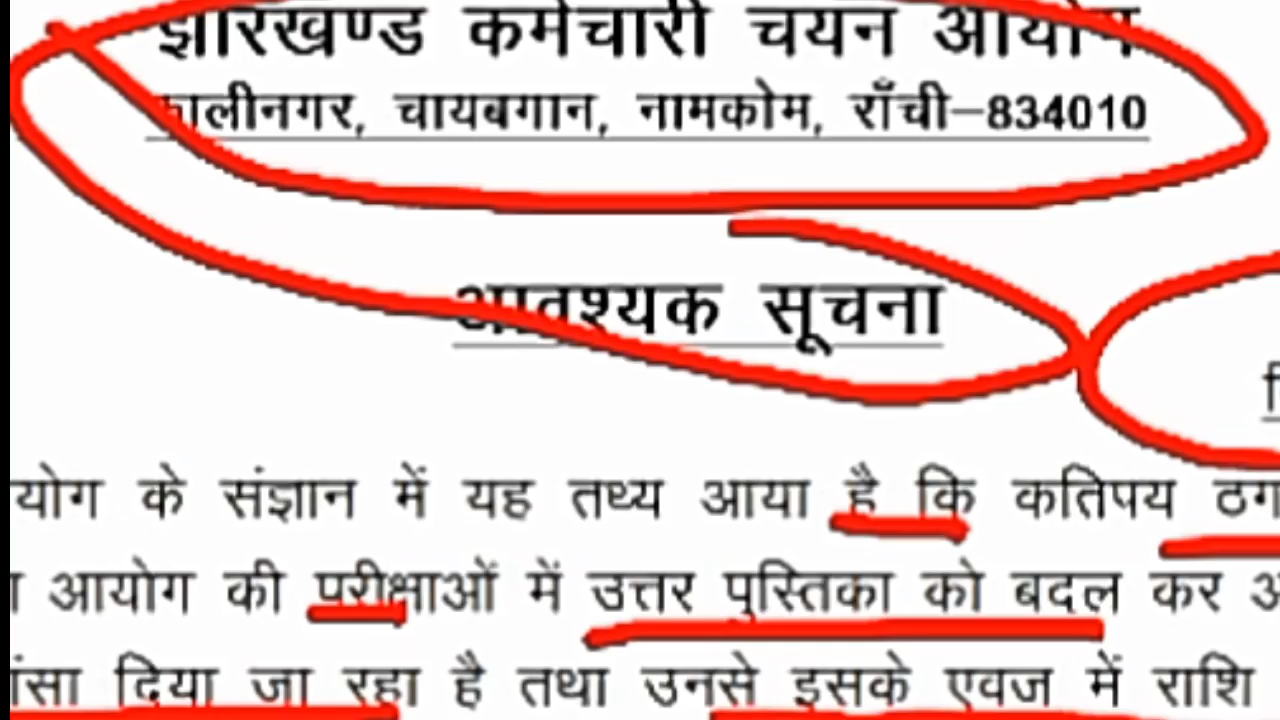 झारखण्ड कर्मचारी चयन आयोग
कालीनगर, चायबगान, नामकोम, राँची–834010
आवश्यक सूचना
योग के संज्ञान में यह तथ्य आया है कि कतिपय ठग
आयोग की परीक्षाओं में उत्तर पुस्तिका को बदल कर
दिया जा रहा है तथा उनसे इसके एवज में राशि